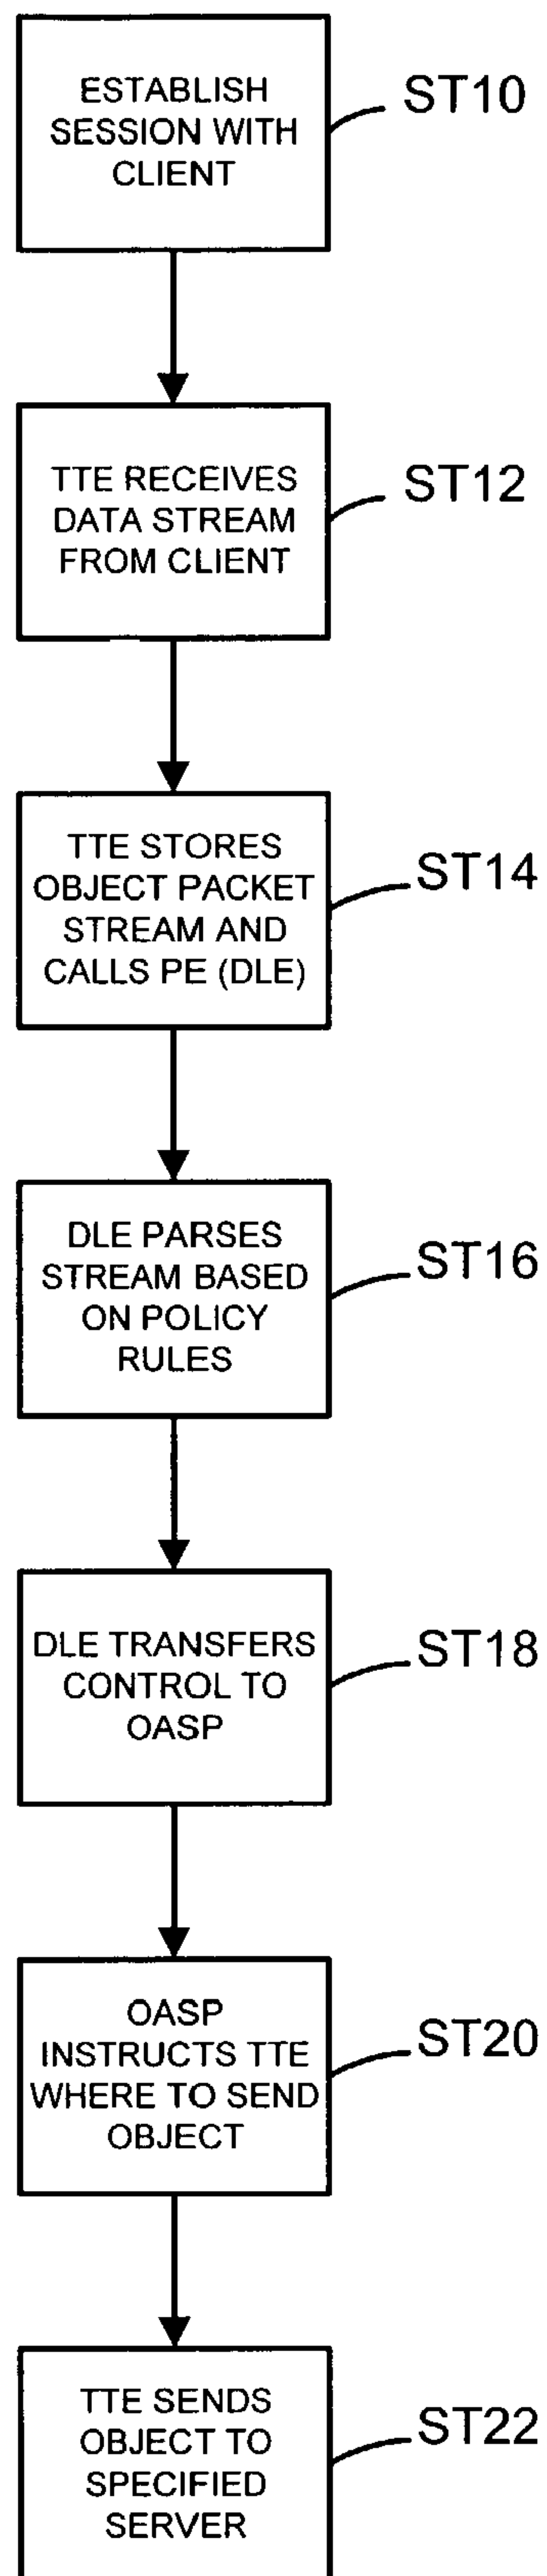 ESTABLISH
SESSION WITH
CLIENT
ST10
TTE RECEIVES
DATA STREAM
FROM CLIENT
ST12
TTE STORES
OBJECT PACKET
STREAM AND
CALLS PE (DLE)
ST14
DLE PARSES
STREAM BASED
ON POLICY
RULES
ST16
DLE TRANSFERS
CONTROL TO
OASP
ST18
OASP
INSTRUCTS TTE
WHERE TO SEND
OBJECT
ST20
TTE SENDS
OBJECT TO
SPECIFIED
SERVER
ST22